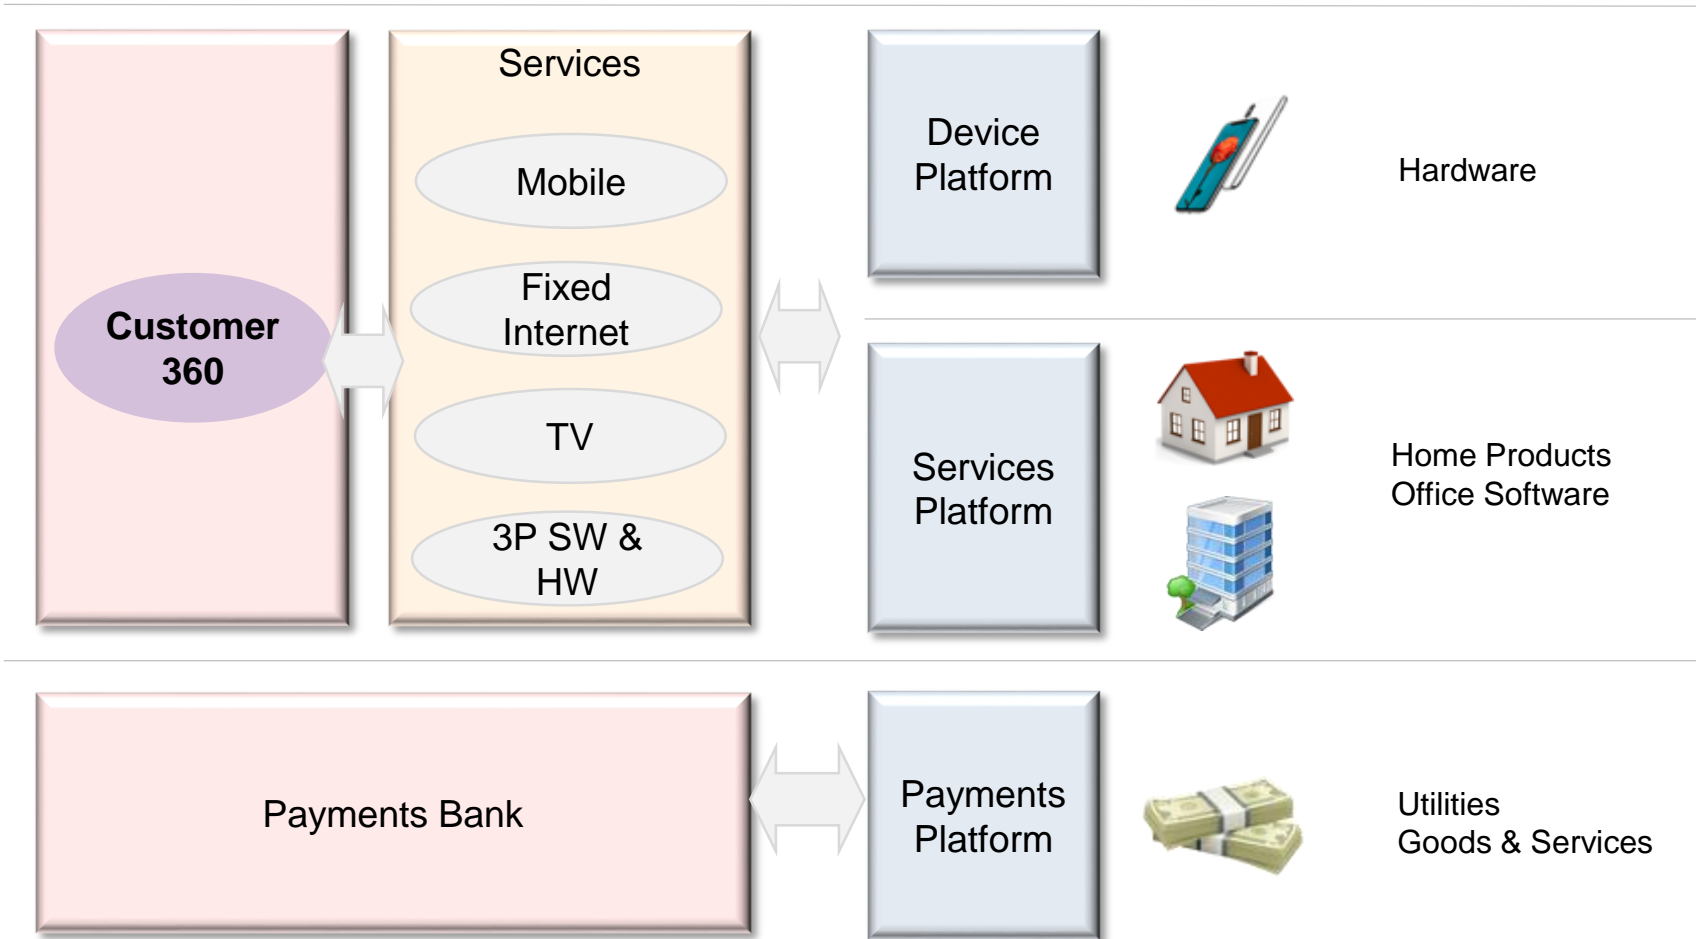 Services
Mobile
Fixed
Internet
TV
3P SW &
HW
Customer
360
Device
Platform
Hardware
Services
Platform
Home Products
Office Software
Payments Bank
Payments
Platform
Utilities
Goods & Services